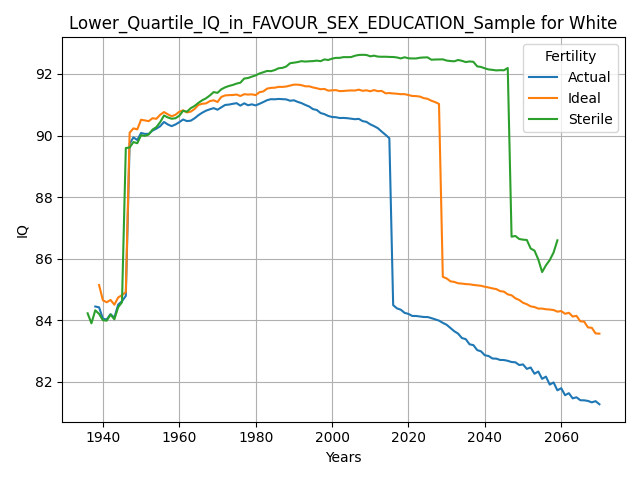 Lower_Quartile_IQ_in_FAVOUR_SEX_EDUCATION_Sample for White
Fertility
Actual
Ideal
Sterile
92
90
88
86
84
82
IQ
1940
1960
1980
2000
2020
2040
2060
Years